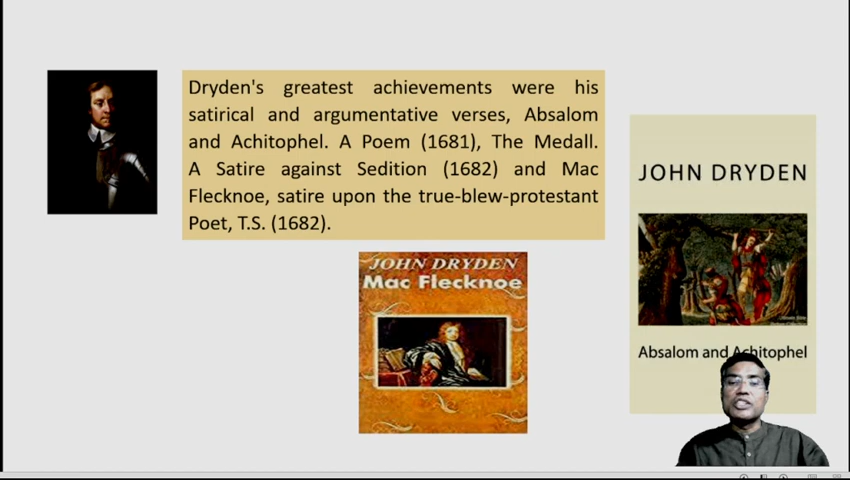 Dryden's greatest achievements were his
satirical and argumentative verses, Absalom
and Achitophel. A Poem (1681), The Medall.
A Satire against Sedition (1682) and Mac
Flecknoe, satire upon the true-blew-protestant
Poet, T.S. (1682).
JOHN DRYDEN
Absalom and Achitophel
JOHN DRYDEN
Mac Flecknoe